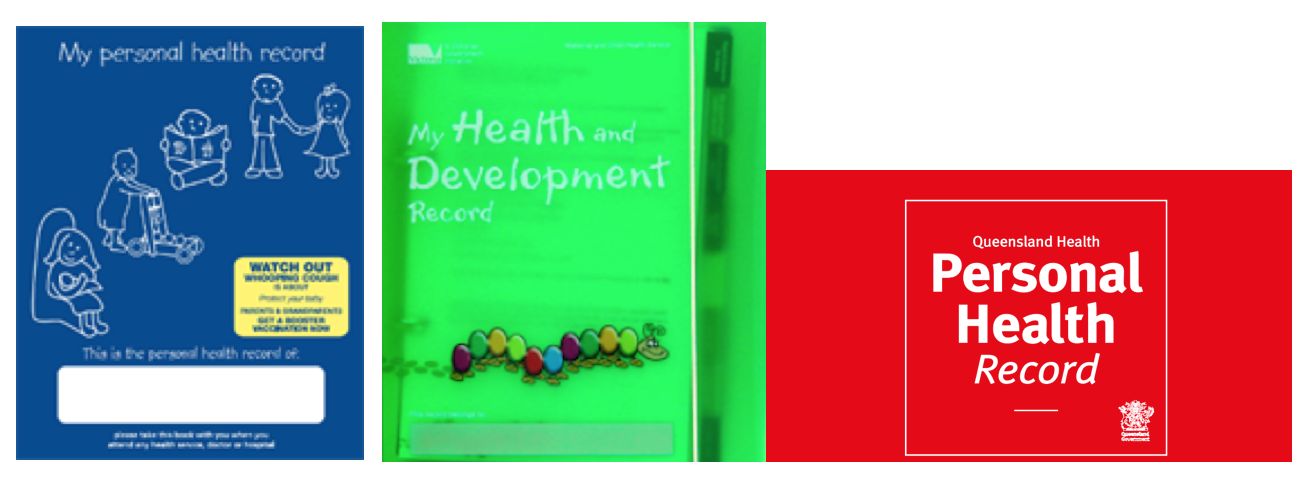 My personal health record
WATCH OUT
WHOOPING COUGH
IS ABOUT
Protect your baby
PARENTS & GRANDPARENTS
GET A BOOSTER
VACCINATION NOW
This is the personal health record of:
please take this book with you when you
attend any health service, doctor or hospital
Maternal and Child Health Service
My Health and
Development
Record
This record belongs to
Queensland Health
Personal
Health
Record
Queensland
Government